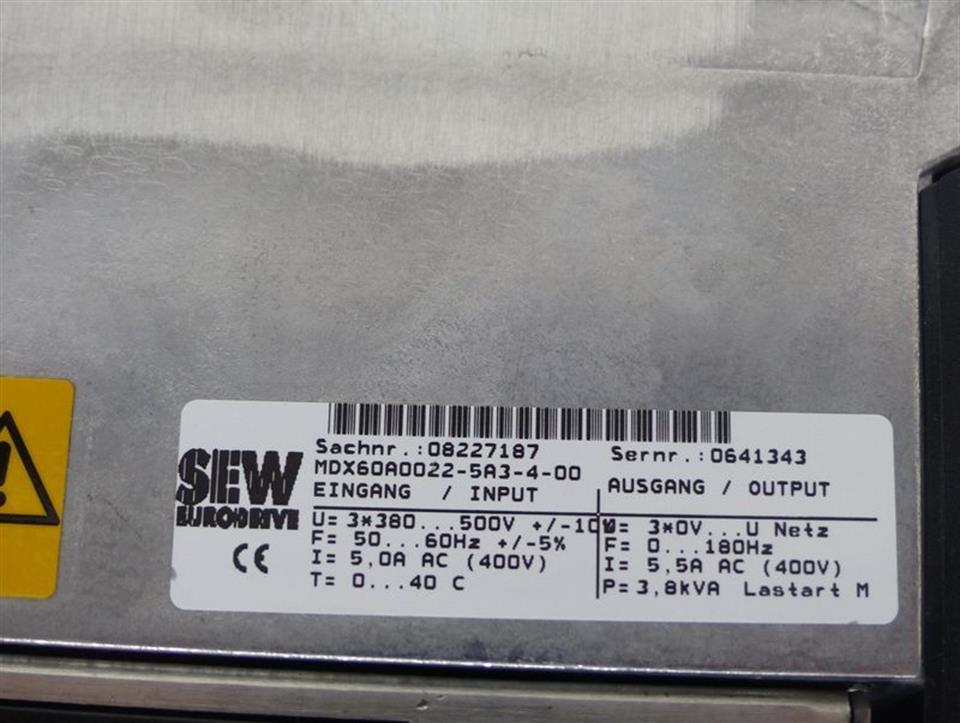 SEW
EURODRIVE
Sachnr.:08227187 Sernr.:0641343
MDX60A0022-5A3-4-00
EINGANG / INPUT AUSGANG / OUTPUT
U= 3*380...500V +/-10 U= 3*0V...U Netz
F= 50...60Hz +/-5% F= 0...180Hz
I= 5,0A AC (400V) I= 5,5A AC (400V)
T= 0...40 C P= 3,8kVA Lastart M
CE